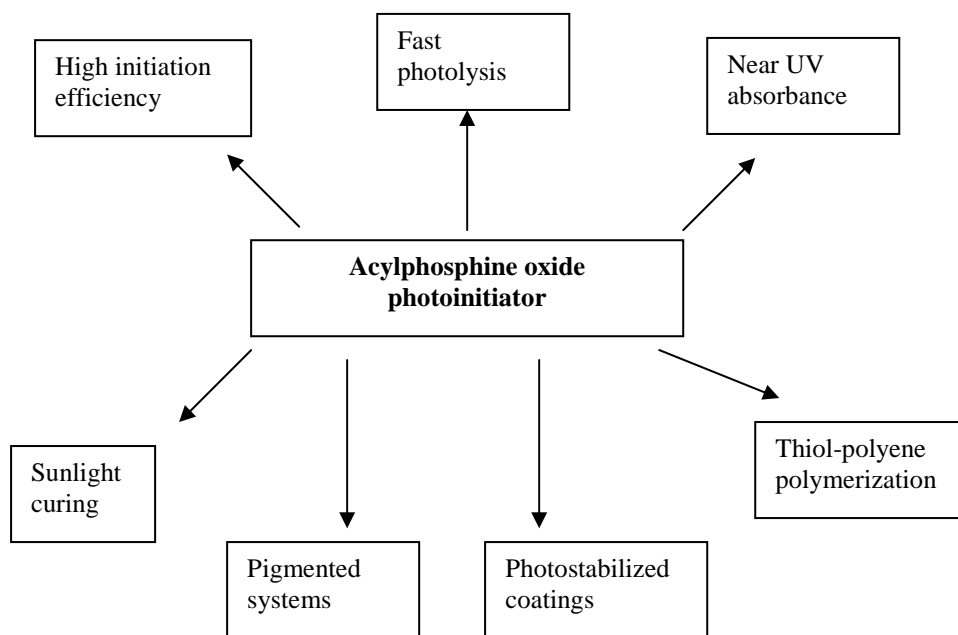 High initiation
efficiency
Fast
photolysis
Near UV
absorbance
Acylphosphine oxide
photoinitiator
Sunlight
curing
Pigmented
systems
Photostabilized
coatings
Thiol-polyene
polymerization